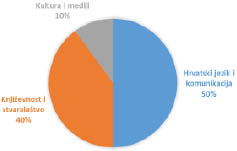 Kultura i mediji
10%
Hrvatski jezik i
komunikacija
50%
Književnost i
stvaralaštvo
40%